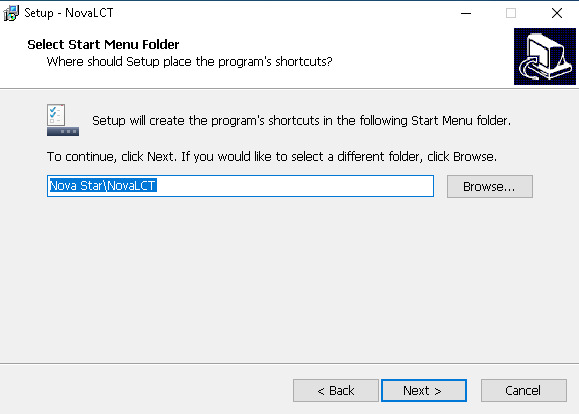 Setup - NovaLCT
Select Start Menu Folder
Where should Setup place the program's shortcuts?
Setup will create the program's shortcuts in the following Start Menu folder.
To continue, click Next. If you would like to select a different folder, click Browse.
Nova Star\NovaLCT
Browse...
< Back
Next >
Cancel